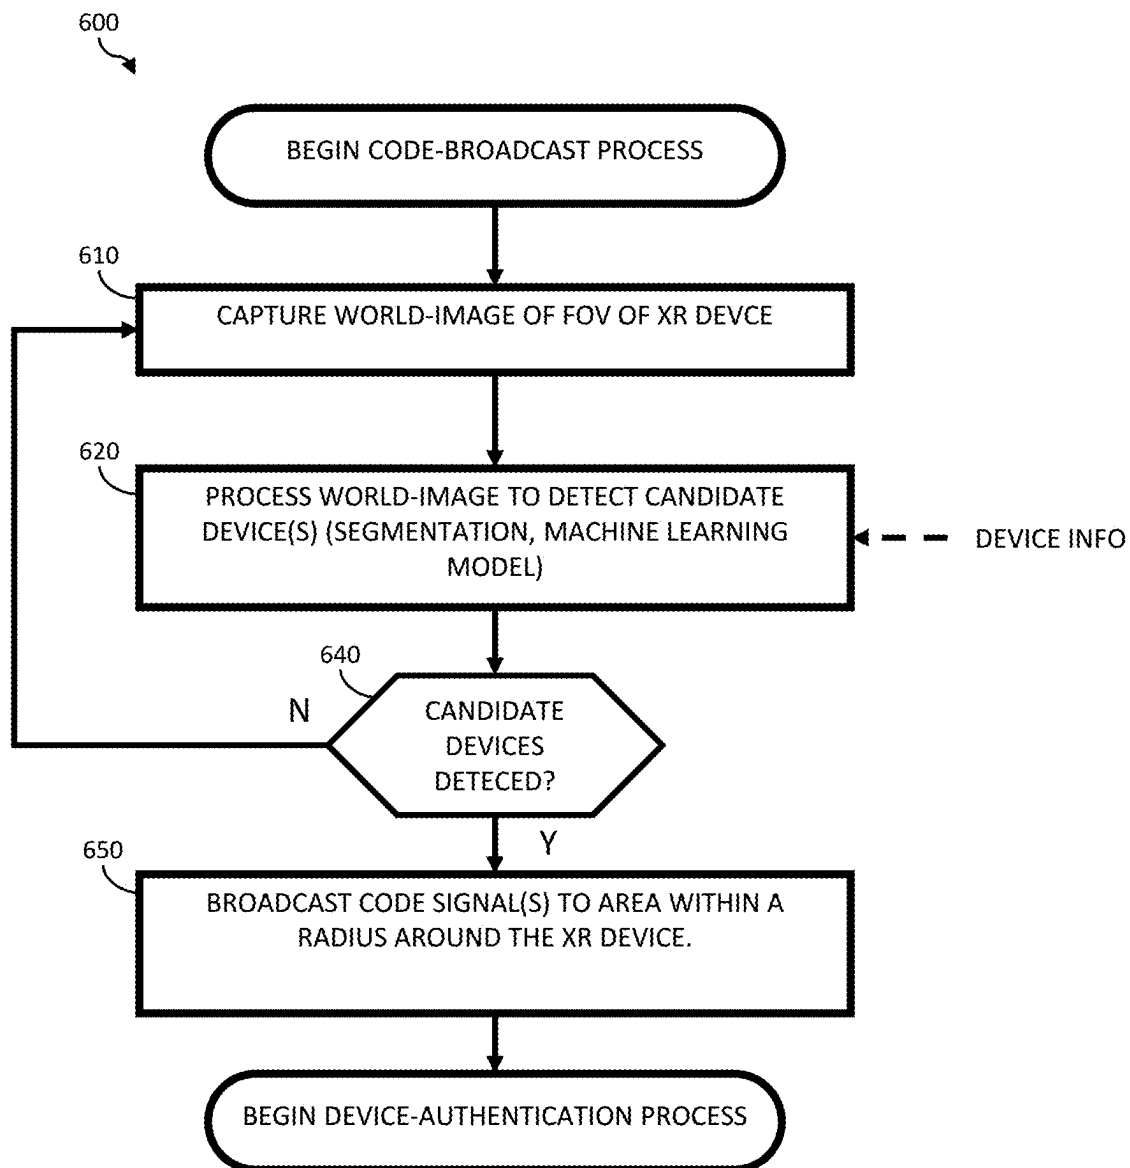 600
BEGIN CODE-BROADCAST PROCESS
610
CAPTURE WORLD-IMAGE OF FOV OF XR DEVCE
620
PROCESS WORLD-IMAGE TO DETECT CANDIDATE
DEVICE(S) (SEGMENTATION, MACHINE LEARNING
MODEL)
DEVICE INFO
640
N
CANDIDATE
DEVICES
DETECED?
Y
650
BROADCAST CODE SIGNAL(S) TO AREA WITHIN A
RADIUS AROUND THE XR DEVICE.
BEGIN DEVICE-AUTHENTICATION PROCESS